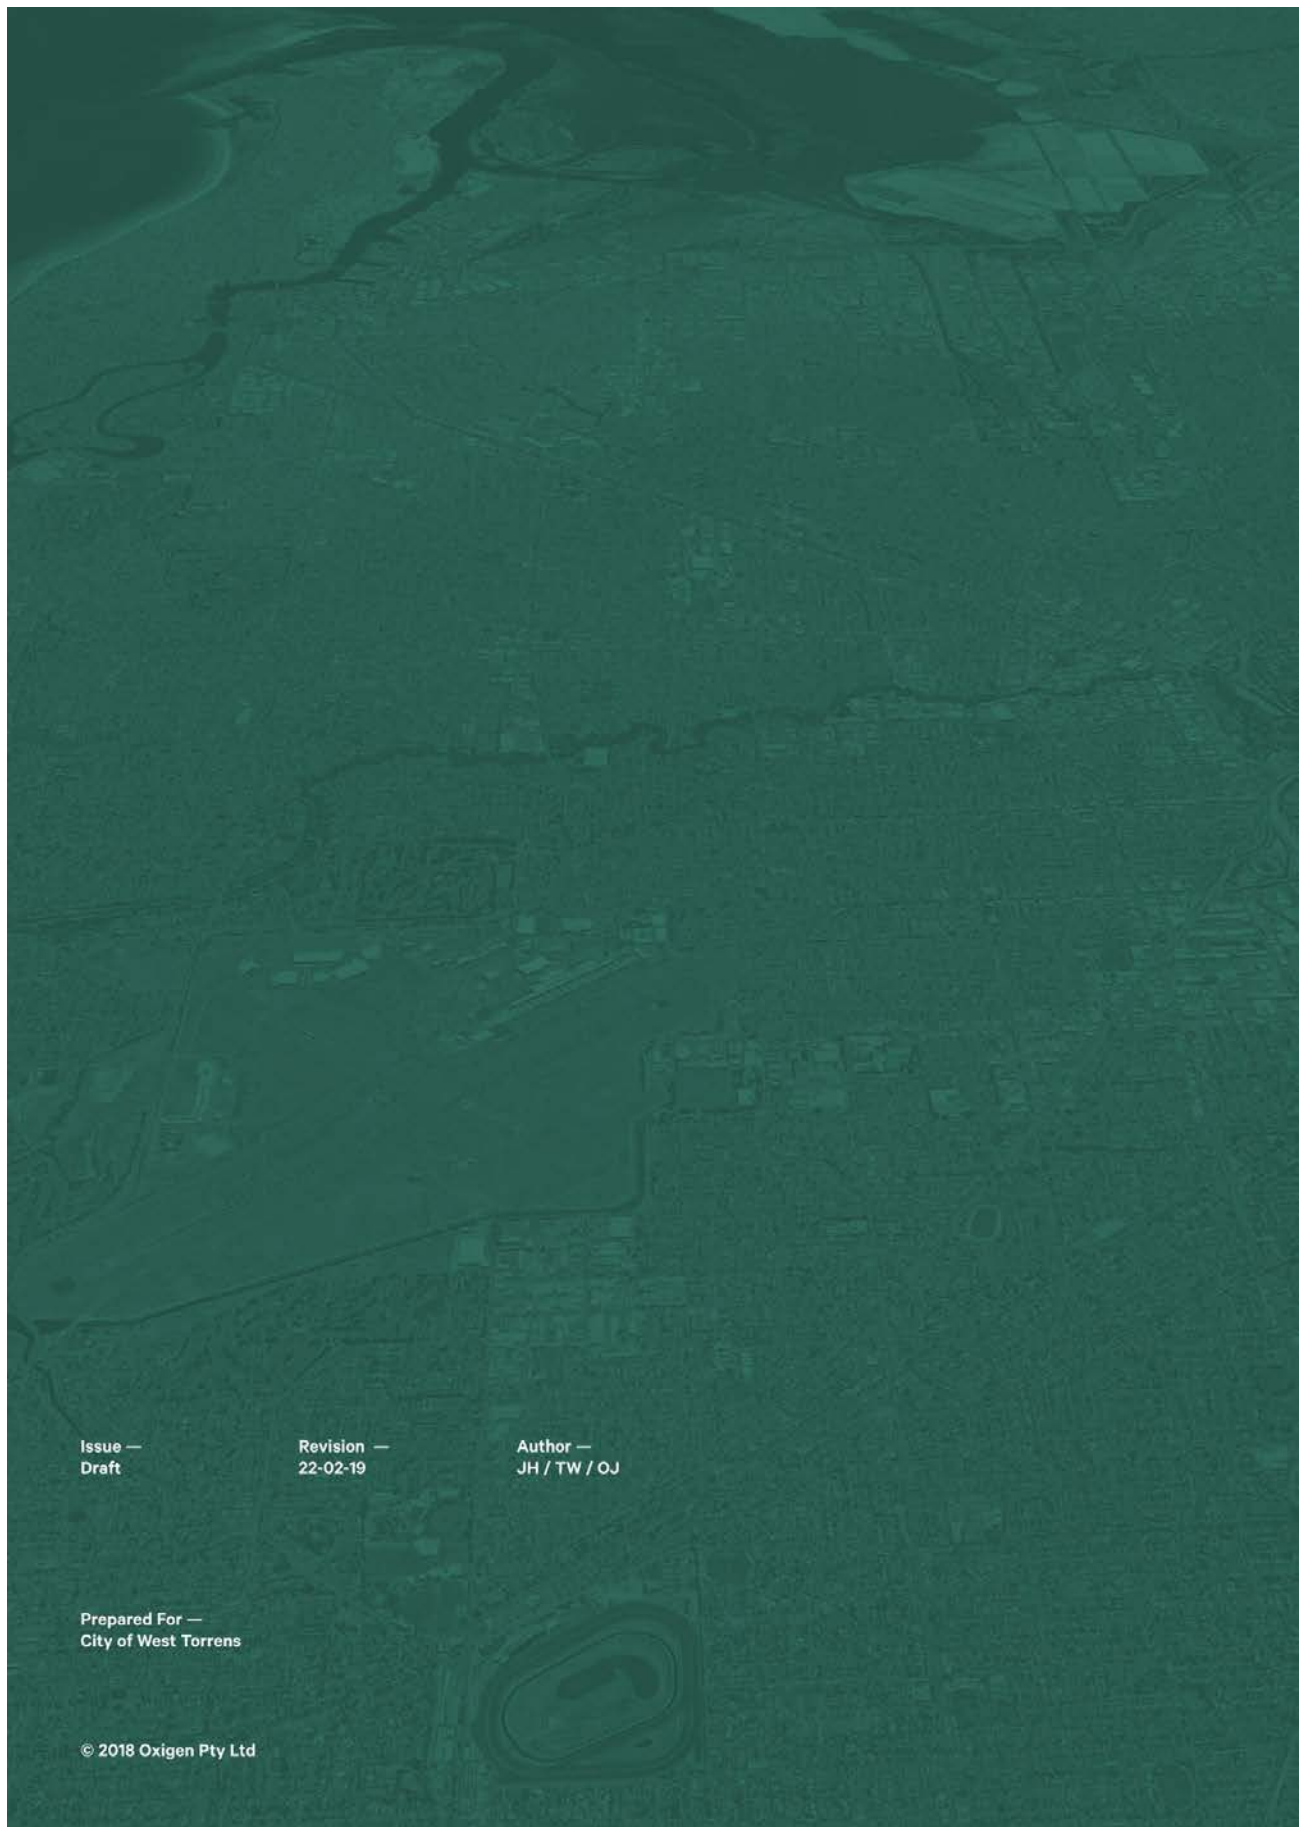 Issue —
Draft
Revision —
22-02-19
Author —
JH / TW / OJ
Prepared For —
City of West Torrens
© 2018 Oxigen Pty Ltd